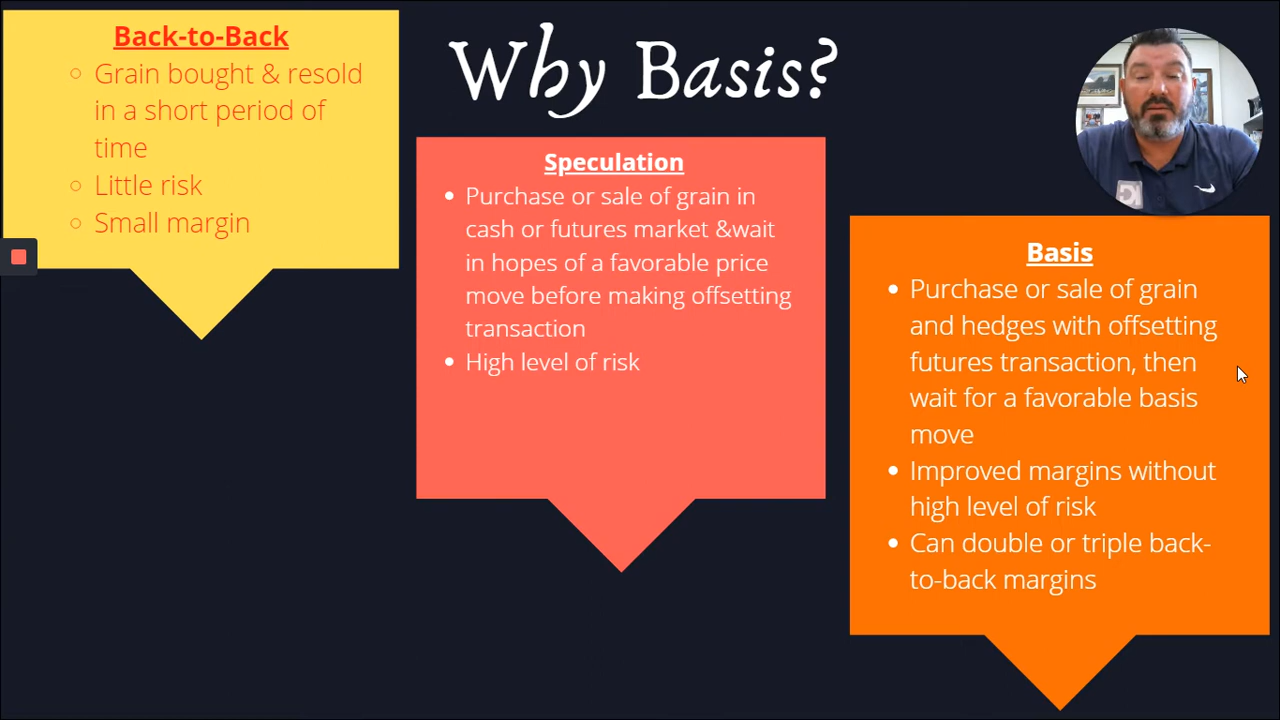 Back-to-Back
Grain bought & resold
in a short period of
time
Little risk
Small margin
Why Basis?
Speculation
Purchase or sale of grain in
cash or futures market &wait
in hopes of a favorable price
move before making offsetting
transaction
High level of risk
Basis
Purchase or sale of grain
and hedges with offsetting
futures transaction, then
wait for a favorable basis
move
Improved margins without
high level of risk
Can double or triple back-
to-back margins